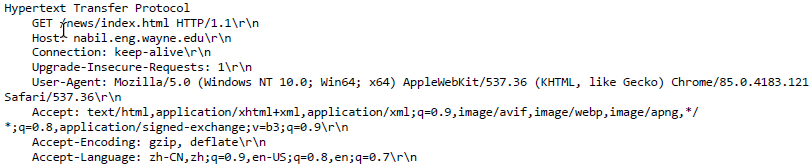 Hypertext Transfer Protocol
GET /news/index.html HTTP/1.1\r\n
Host: nabil.eng.wayne.edu\r\n
Connection: keep-alive\r\n
Upgrade-Insecure-Requests: 1\r\n
User-Agent: Mozilla/5.0 (Windows NT 10.0; Win64; x64) AppleWebKit/537.36 (KHTML, like Gecko) Chrome/85.0.4183.121
Safari/537.36\r\n
Accept: text/html,application/xhtml+xml,application/xml;q=0.9,image/avif,image/webp,image/apng,*/
*;q=0.8,application/signed-exchange;v=b3;q=0.9\r\n
Accept-Encoding: gzip, deflate\r\n
Accept-Language: zh-CN,zh;q=0.9,en-US;q=0.8,en;q=0.7\r\n